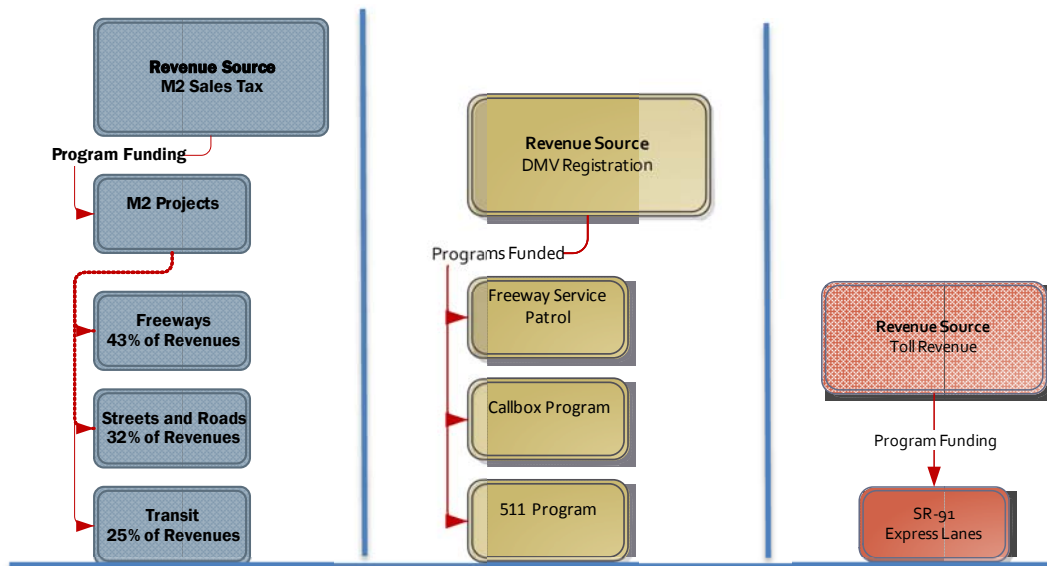 Revenue Source
M2 Sales Tax
Program Funding
M2 Projects
Freeways
43% of Revenues
Streets and Roads
32% of Revenues
Transit
25% of Revenues
Revenue Source
DMV Registration
Programs Funded
Freeway Service
Patrol
Callbox Program
511 Program
Revenue Source
Toll Revenue
Program Funding
SR-91
Express Lanes